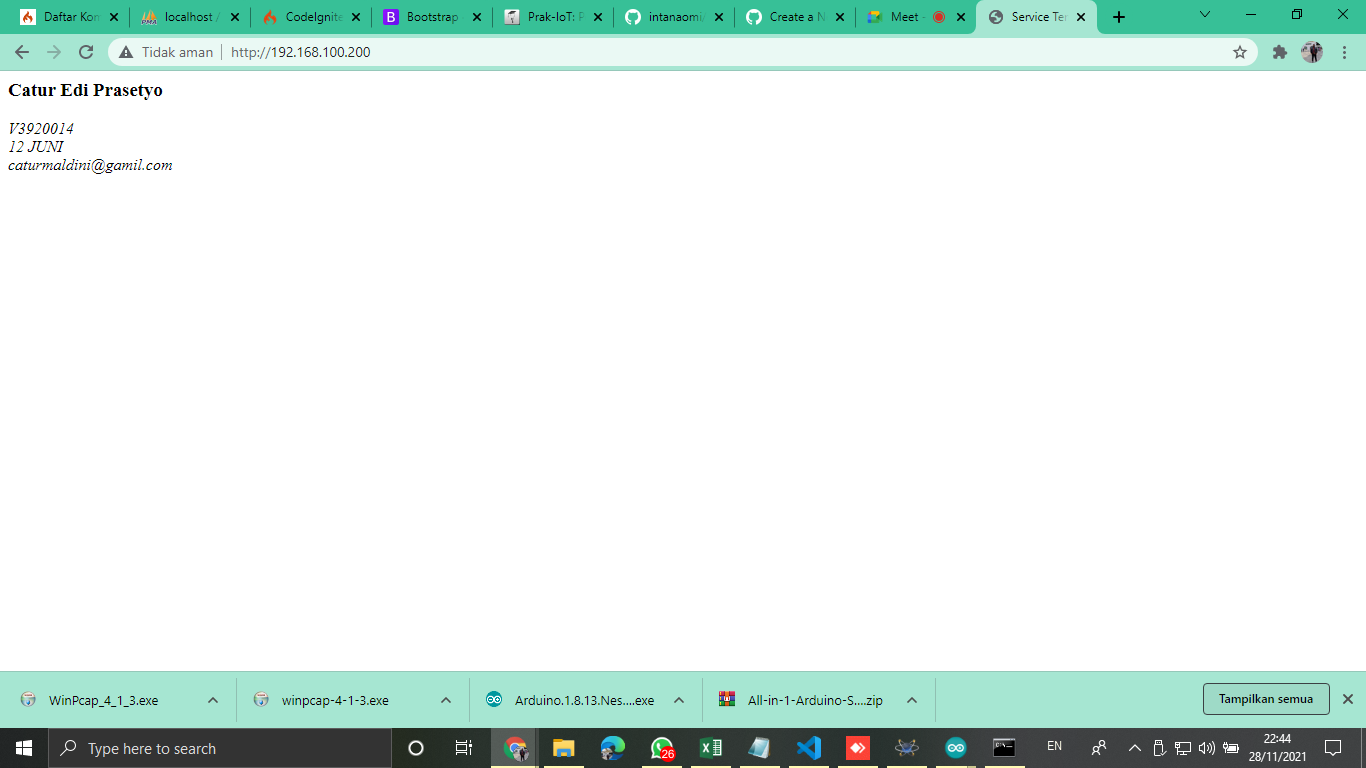 Daftar Kon
localhost /
CodeIgnite
Bootstrap
Prak-IoT: P
intanaomi/
Create a N
Meet -
Service Ter
Tidak aman
http://192.168.100.200
Catur Edi Prasetyo
V3920014
12 JUNI
caturmaldini@gamil.com
WinPcap_4_1_3.exe
winpcap-4-1-3.exe
Arduino.1.8.13.Nes....exe
All-in-1-Arduino-S....zip
Tampilkan semua
Type here to search
26
EN
22:44
28/11/2021